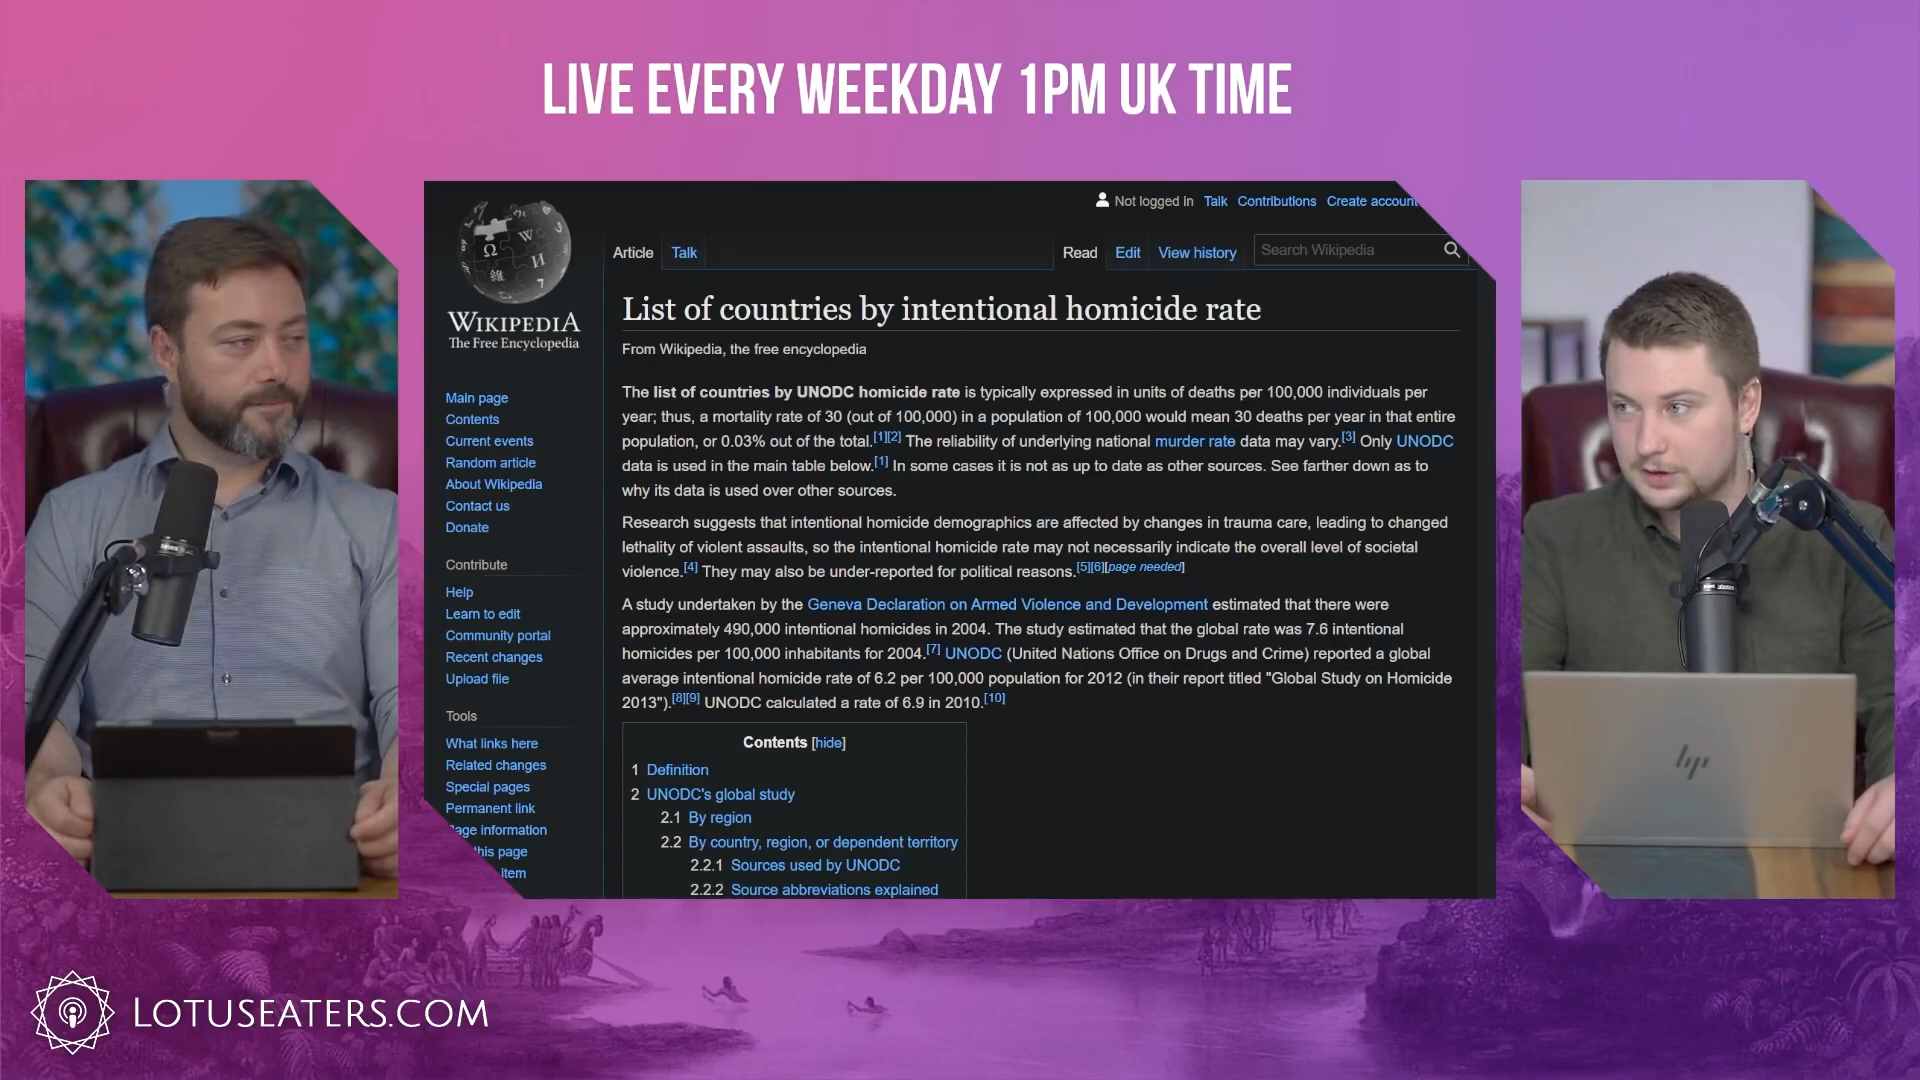 LIVE EVERY WEEKDAY 1PM UK TIME
Not logged in Talk Contributions Create account
Article Talk Read Edit View history Search Wikipedia
WIKIPEDIA
The Free Encyclopedia
Main page
Contents
Current events
Random article
About Wikipedia
Contact us
Donate
Contribute
Help
Learn to edit
Community portal
Recent changes
Upload file
Tools
What links here
Related changes
Special pages
Permanent link
Page information
this page
item
List of countries by intentional homicide rate
From Wikipedia, the free encyclopedia
The list of countries by UNODC homicide rate is typically expressed in units of deaths per 100,000 individuals per
year; thus, a mortality rate of 30 (out of 100,000) in a population of 100,000 would mean 30 deaths per year in that entire
population, or 0.03% out of the total.[1][2] The reliability of underlying national murder rate data may vary.[3] Only UNODC
data is used in the main table below.[1] In some cases it is not as up to date as other sources. See farther down as to
why its data is used over other sources.
Research suggests that intentional homicide demographics are affected by changes in trauma care, leading to changed
lethality of violent assaults, so the intentional homicide rate may not necessarily indicate the overall level of societal
violence.[4] They may also be under-reported for political reasons.[5][6][page needed]
A study undertaken by the Geneva Declaration on Armed Violence and Development estimated that there were
approximately 490,000 intentional homicides in 2004. The study estimated that the global rate was 7.6 intentional
homicides per 100,000 inhabitants for 2004.[7] UNODC (United Nations Office on Drugs and Crime) reported a global
average intentional homicide rate of 6.2 per 100,000 population for 2012 (in their report titled "Global Study on Homicide
2013").[8][9] UNODC calculated a rate of 6.9 in 2010.[10]
Contents [hide]
1 Definition
2 UNODC's global study
2.1 By region
2.2 By country, region, or dependent territory
2.2.1 Sources used by UNODC
2.2.2 Source abbreviations explained
hp
LOTUSEATERS.COM